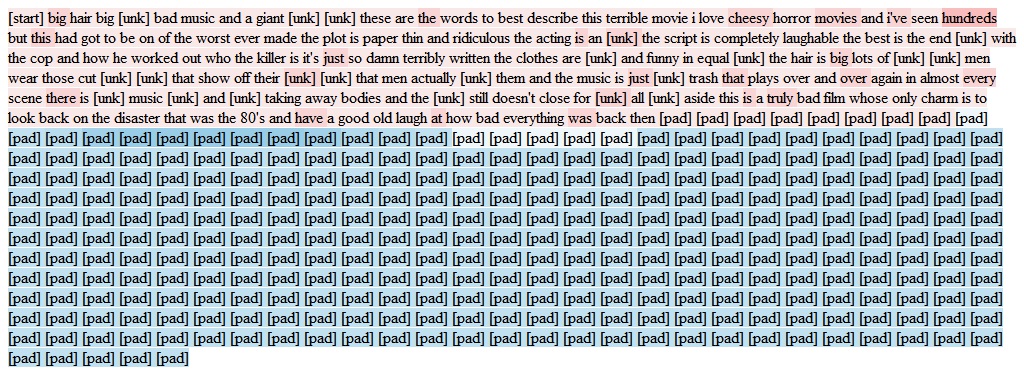 [start] big hair big [unk] bad music and a giant [unk] [unk] these are the words to best describe this terrible movie i love cheesy horror movies and i've seen hundreds
but this had got to be on of the worst ever made the plot is paper thin and ridiculous the acting is an [unk] the script is completely laughable the best is the end [unk] with
the cop and how he worked out who the killer is it's just so damn terribly written the clothes are [unk] and funny in equal [unk] the hair is big lots of [unk] [unk] men
wear those cut [unk] [unk] that show off their [unk] [unk] that men actually [unk] them and the music is just [unk] trash that plays over and over again in almost every
scene there is [unk] music [unk] and [unk] taking away bodies and the [unk] still doesn't close for [unk] all [unk] aside this is a truly bad film whose only charm is to
look back on the disaster that was the 80's and have a good old laugh at how bad everything was back then [pad] [pad] [pad] [pad] [pad] [pad] [pad] [pad] [pad]
[pad] [pad] [pad] [pad] [pad] [pad] [pad] [pad] [pad] [pad] [pad] [pad] [pad] [pad] [pad] [pad] [pad] [pad] [pad] [pad] [pad] [pad] [pad] [pad] [pad] [pad] [pad]
[pad] [pad] [pad] [pad] [pad] [pad] [pad] [pad] [pad] [pad] [pad] [pad] [pad] [pad] [pad] [pad] [pad] [pad] [pad] [pad] [pad] [pad] [pad] [pad] [pad] [pad] [pad]
[pad] [pad] [pad] [pad] [pad] [pad] [pad] [pad] [pad] [pad] [pad] [pad] [pad] [pad] [pad] [pad] [pad] [pad] [pad] [pad] [pad] [pad] [pad] [pad] [pad] [pad] [pad]
[pad] [pad] [pad] [pad] [pad] [pad] [pad] [pad] [pad] [pad] [pad] [pad] [pad] [pad] [pad] [pad] [pad] [pad] [pad] [pad] [pad] [pad] [pad] [pad] [pad] [pad] [pad]
[pad] [pad] [pad] [pad] [pad] [pad] [pad] [pad] [pad] [pad] [pad] [pad] [pad] [pad] [pad] [pad] [pad] [pad] [pad] [pad] [pad] [pad] [pad] [pad] [pad] [pad] [pad]
[pad] [pad] [pad] [pad] [pad] [pad] [pad] [pad] [pad] [pad] [pad] [pad] [pad] [pad] [pad] [pad] [pad] [pad] [pad] [pad] [pad] [pad] [pad] [pad] [pad] [pad] [pad]
[pad] [pad] [pad] [pad] [pad] [pad] [pad] [pad] [pad] [pad] [pad] [pad] [pad] [pad] [pad] [pad] [pad] [pad] [pad] [pad] [pad] [pad] [pad] [pad] [pad] [pad] [pad]
[pad] [pad] [pad] [pad] [pad] [pad] [pad] [pad] [pad] [pad] [pad] [pad] [pad] [pad] [pad] [pad] [pad] [pad] [pad] [pad] [pad] [pad] [pad] [pad] [pad] [pad] [pad]
[pad] [pad] [pad] [pad] [pad] [pad] [pad] [pad] [pad] [pad] [pad] [pad] [pad] [pad] [pad] [pad] [pad] [pad] [pad] [pad] [pad] [pad] [pad] [pad] [pad] [pad] [pad]
[pad] [pad] [pad] [pad] [pad] [pad] [pad] [pad] [pad] [pad] [pad] [pad] [pad] [pad] [pad] [pad] [pad] [pad] [pad] [pad] [pad] [pad] [pad] [pad] [pad] [pad] [pad]
[pad] [pad] [pad] [pad] [pad] [pad] [pad] [pad] [pad] [pad] [pad] [pad] [pad] [pad] [pad] [pad] [pad] [pad] [pad] [pad] [pad] [pad] [pad] [pad] [pad] [pad] [pad]
[pad] [pad] [pad] [pad] [pad]